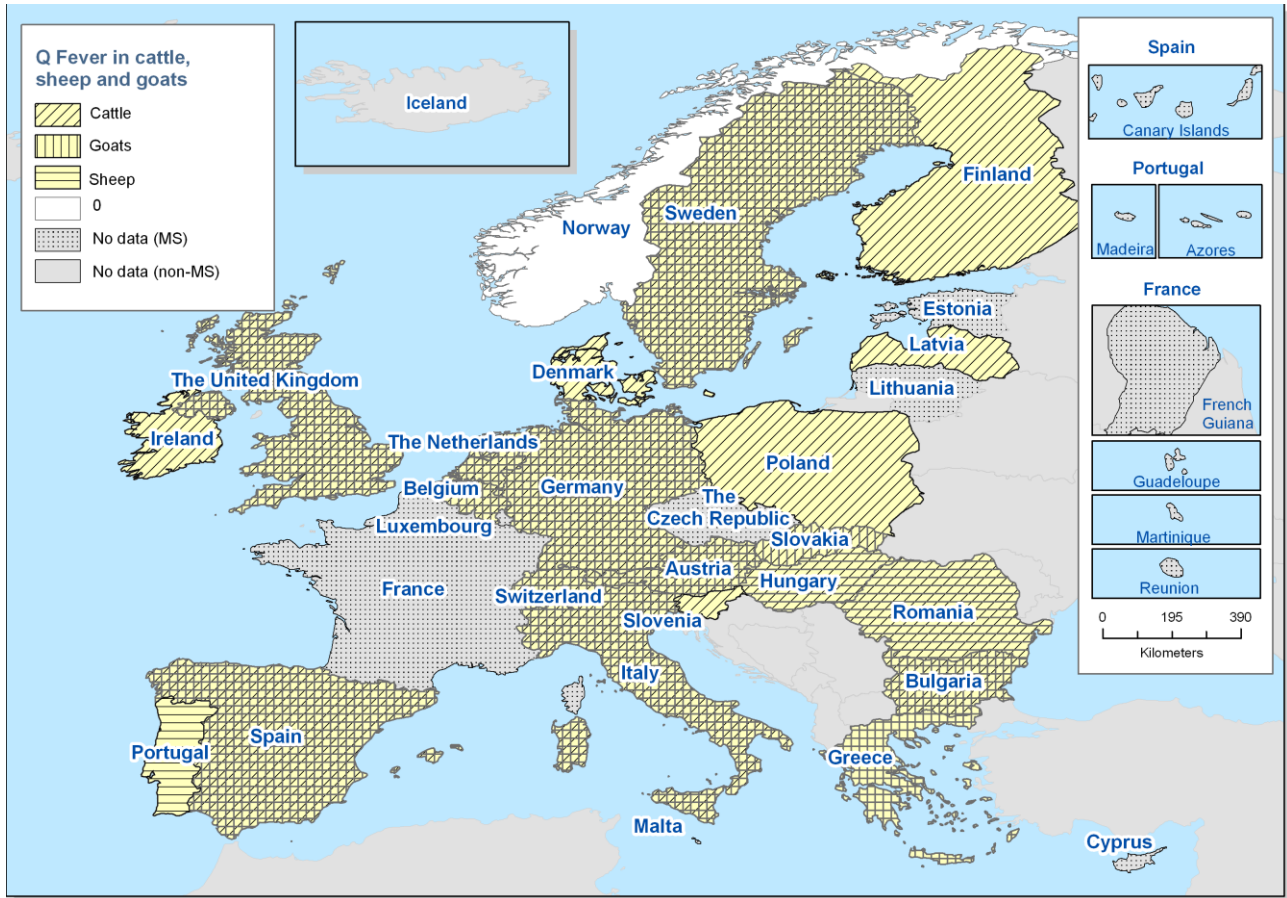 Q Fever in cattle,
sheep and goats
Cattle
Goats
Sheep
0
No data (MS)
No data (non-MS)
Iceland
Norway
Sweden
Finland
Estonia
Latvia
Lithuania
Denmark
The United Kingdom
Ireland
The Netherlands
Belgium
Luxembourg
Germany
Poland
The
Czech Republic
Slovakia
Austria
Hungary
France
Switzerland
Slovenia
Romania
Italy
Bulgaria
Portugal
Spain
Greece
Malta
Cyprus
Spain
Canary Islands
Portugal
Madeira
Azores
France
French
Guiana
Guadeloupe
Martinique
Reunion
0 195 390
Kilometers